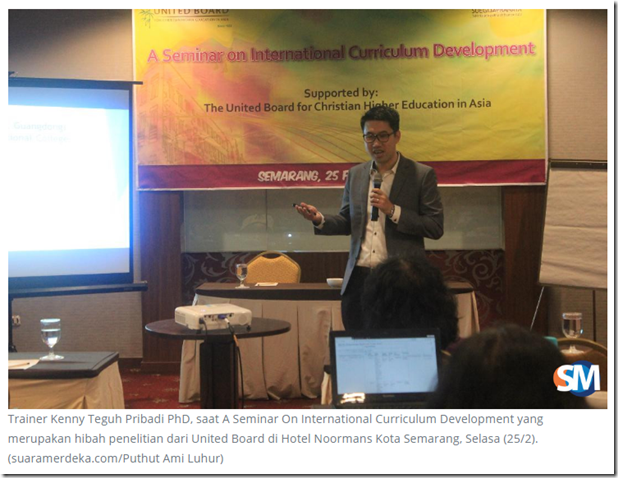 UNITED BOARD
A Seminar on International Curriculum Development
Supported by:
The United Board for Christian Higher Education in Asia
SEMARANG, 25 F
SM
Trainer Kenny Teguh Pribadi PhD, saat A Seminar On International Curriculum Development yang
merupakan hibah penelitian dari United Board di Hotel Noormans Kota Semarang, Selasa (25/2).
(suaramerdeka.com/Puthut Ami Luhur)